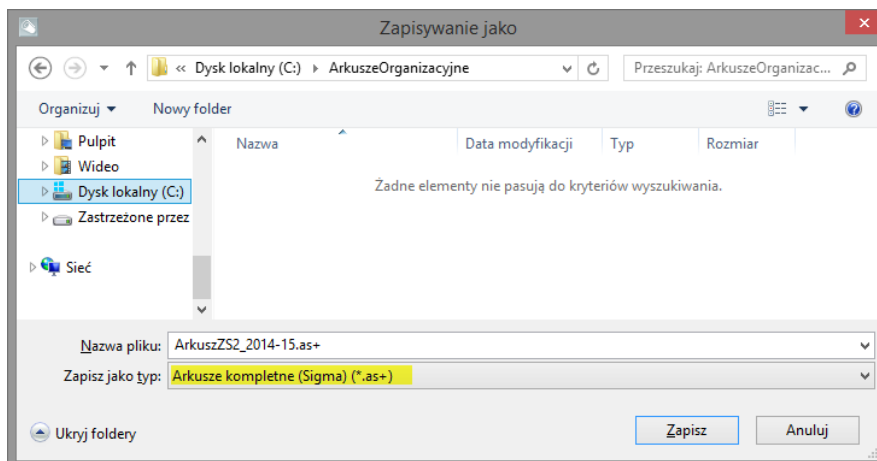 Zapisywanie jako
« Dysk lokalny (C:) ArkuszeOrganizacyjne
Przeszukaj: ArkuszeOrganizac...
Organizuj Nowy folder
Pulpit
Wideo
Dysk lokalny (C:)
Zastrzeżone przez
Sieć
Nazwa Data modyfikacji Typ Rozmiar
Żadne elementy nie pasują do kryteriów wyszukiwania.
Nazwa pliku: ArkuszZS2_2014-15.as+
Zapisz jako typ: Arkusze kompletne (Sigma) (*.as+)
Ukryj foldery Zapisz Anuluj